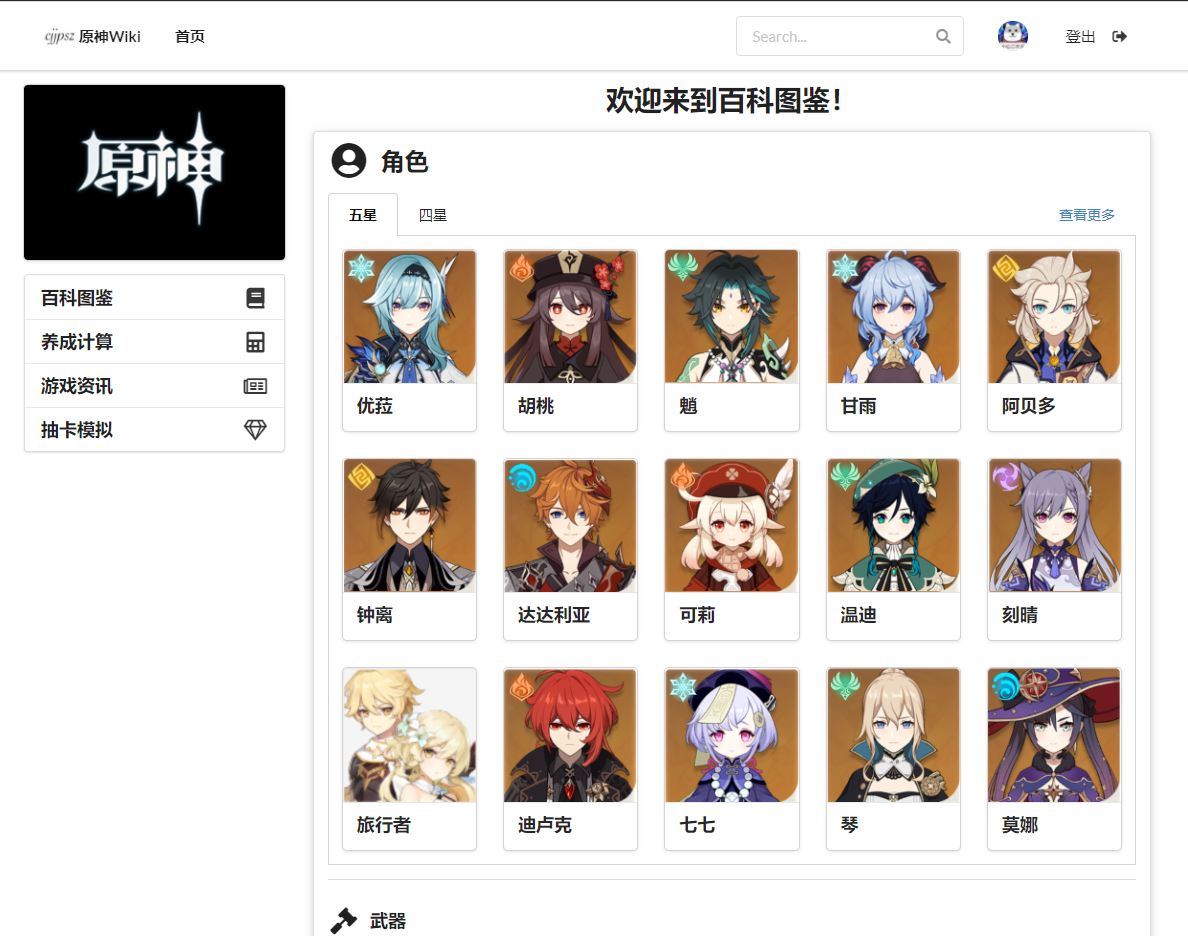 cjjpsz 原神Wiki 首页 Search... 登出
原神
百科图鉴
养成计算
游戏资讯
抽卡模拟
欢迎来到百科图鉴！
角色
五星 四星 查看更多
优菈 胡桃 魈 甘雨 阿贝多
钟离 达达利亚 可莉 温迪 刻晴
旅行者 迪卢克 七七 琴 莫娜
武器